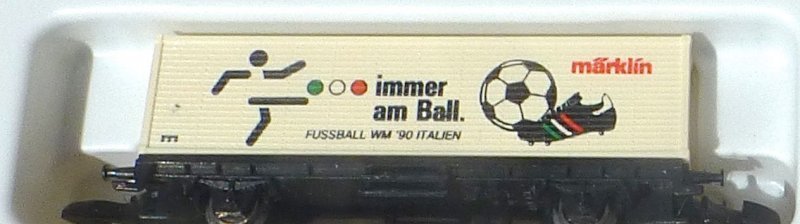 immer
am Ball.
FUSSBALL WM '90 ITALIEN
märklin